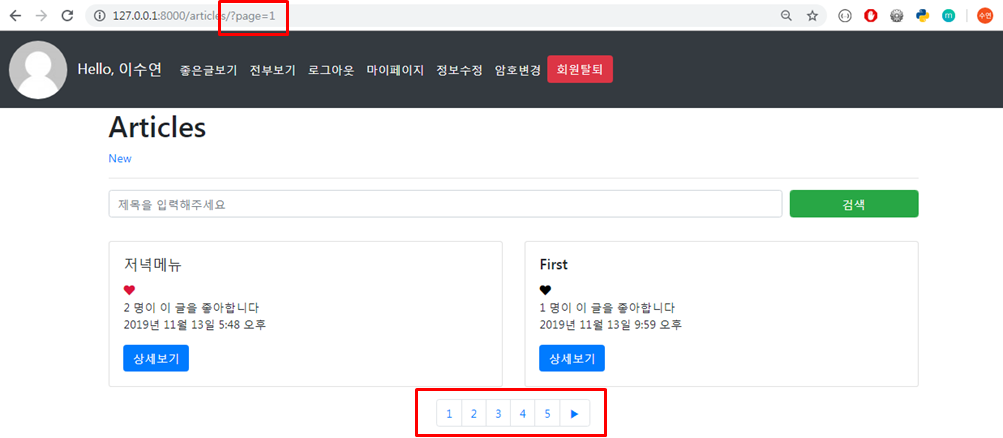 127.0.0.1:8000/articles/?page=1
수연
Hello, 이수연 좋은글보기 전부보기 로그아웃 마이페이지 정보수정 암호변경 회원탈퇴
Articles
New
제목을 입력해주세요 검색
저녁메뉴
2 명이 이 글을 좋아합니다
2019년 11월 13일 5:48 오후
상세보기
First
1 명이 이 글을 좋아합니다
2019년 11월 13일 9:59 오후
상세보기
1 2 3 4 5 ▶